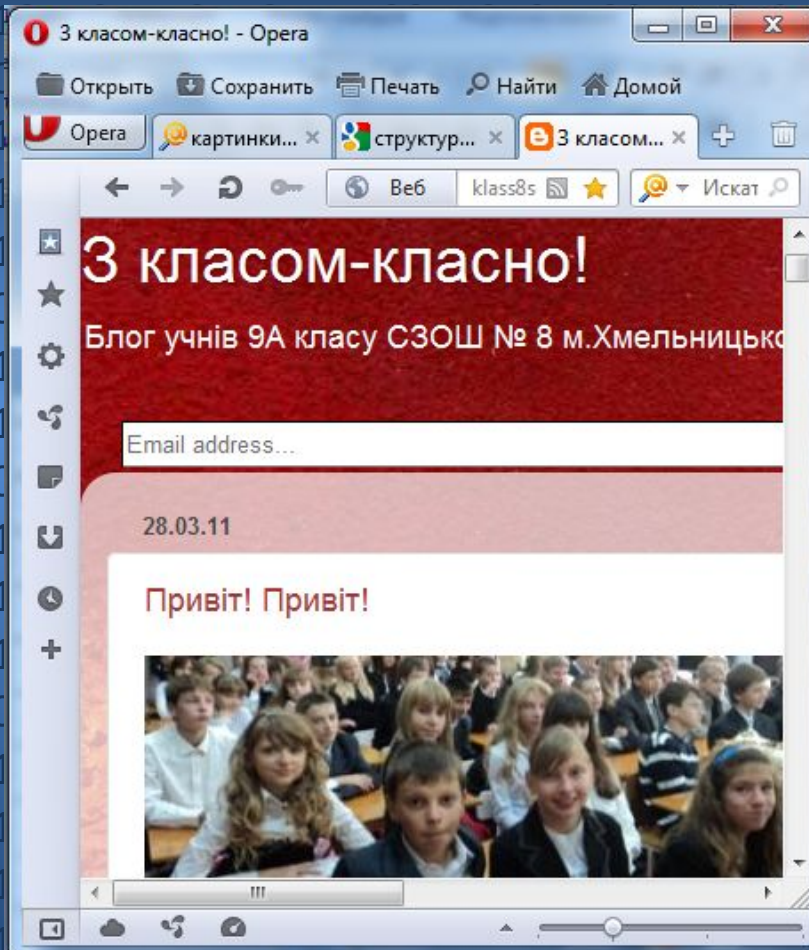 З класом-класно! - Opera
Открыть Сохранить Печать Найти Домой
Opera картинки... структур... З класом...
Веб klass8s Искат
З класом-класно!
Блог учнів 9А класу СЗОШ № 8 м.Хмельницько
Email address...
28.03.11
Привіт! Привіт!